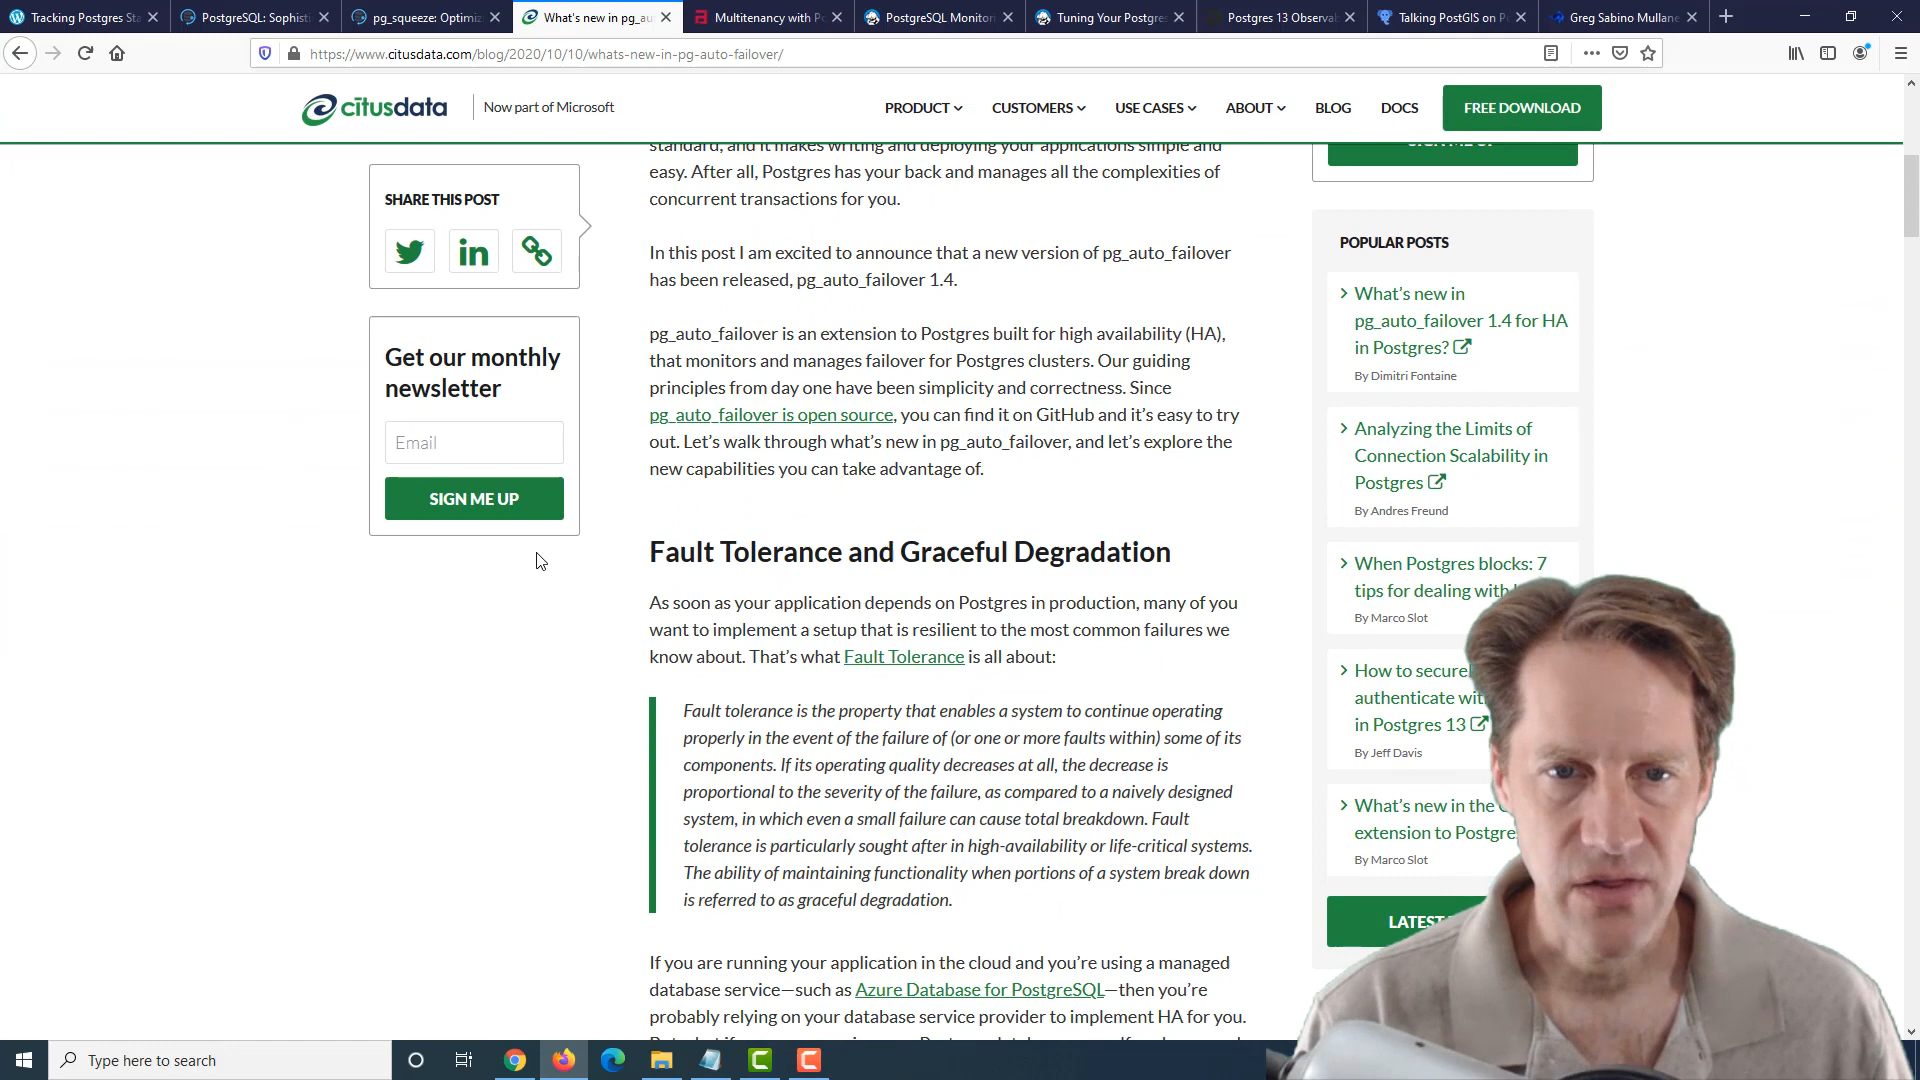 Tracking Postgres Sta
PostgreSQL: Sophisti
pg_squeeze: Optimiz
What's new in pg_au
Multitenancy with P
PostgreSQL Monitor
Tuning Your Postgre
Postgres 13 Observa
Talking PostGIS on P
Greg Sabino Mullane
https://www.citusdata.com/blog/2020/10/10/whats-new-in-pg-auto-failover/
citusdata
Now part of Microsoft
PRODUCT
CUSTOMERS
USE CASES
ABOUT
BLOG
DOCS
FREE DOWNLOAD
SHARE THIS POST
Get our monthly
newsletter
Email
SIGN ME UP
standard, and it makes writing and deploying your applications simple and
easy. After all, Postgres has your back and manages all the complexities of
concurrent transactions for you.
In this post I am excited to announce that a new version of pg_auto_failover
has been released, pg_auto_failover 1.4.
pg_auto_failover is an extension to Postgres built for high availability (HA),
that monitors and manages failover for Postgres clusters. Our guiding
principles from day one have been simplicity and correctness. Since
pg_auto_failover is open source, you can find it on GitHub and it's easy to try
out. Let's walk through what's new in pg_auto_failover, and let's explore the
new capabilities you can take advantage of.
Fault Tolerance and Graceful Degradation
As soon as your application depends on Postgres in production, many of you
want to implement a setup that is resilient to the most common failures we
know about. That's what Fault Tolerance is all about:
Fault tolerance is the property that enables a system to continue operating
properly in the event of the failure of (or one or more faults within) some of its
components. If its operating quality decreases at all, the decrease is
proportional to the severity of the failure, as compared to a naively designed
system, in which even a small failure can cause total breakdown. Fault
tolerance is particularly sought after in high-availability or life-critical systems.
The ability of maintaining functionality when portions of a system break down
is referred to as graceful degradation.
If you are running your application in the cloud and you're using a managed
database service—such as Azure Database for PostgreSQL—then you're
probably relying on your database service provider to implement HA for you.
POPULAR POSTS
What's new in
pg_auto_failover 1.4 for HA
in Postgres?
By Dimitri Fontaine
Analyzing the Limits of
Connection Scalability in
Postgres
By Andres Freund
When Postgres blocks: 7
tips for dealing with
By Marco Slot
How to secure
authenticate wit
in Postgres 13
By Jeff Davis
What's new in the
extension to Postgre
By Marco Slot
LATEST
Type here to search